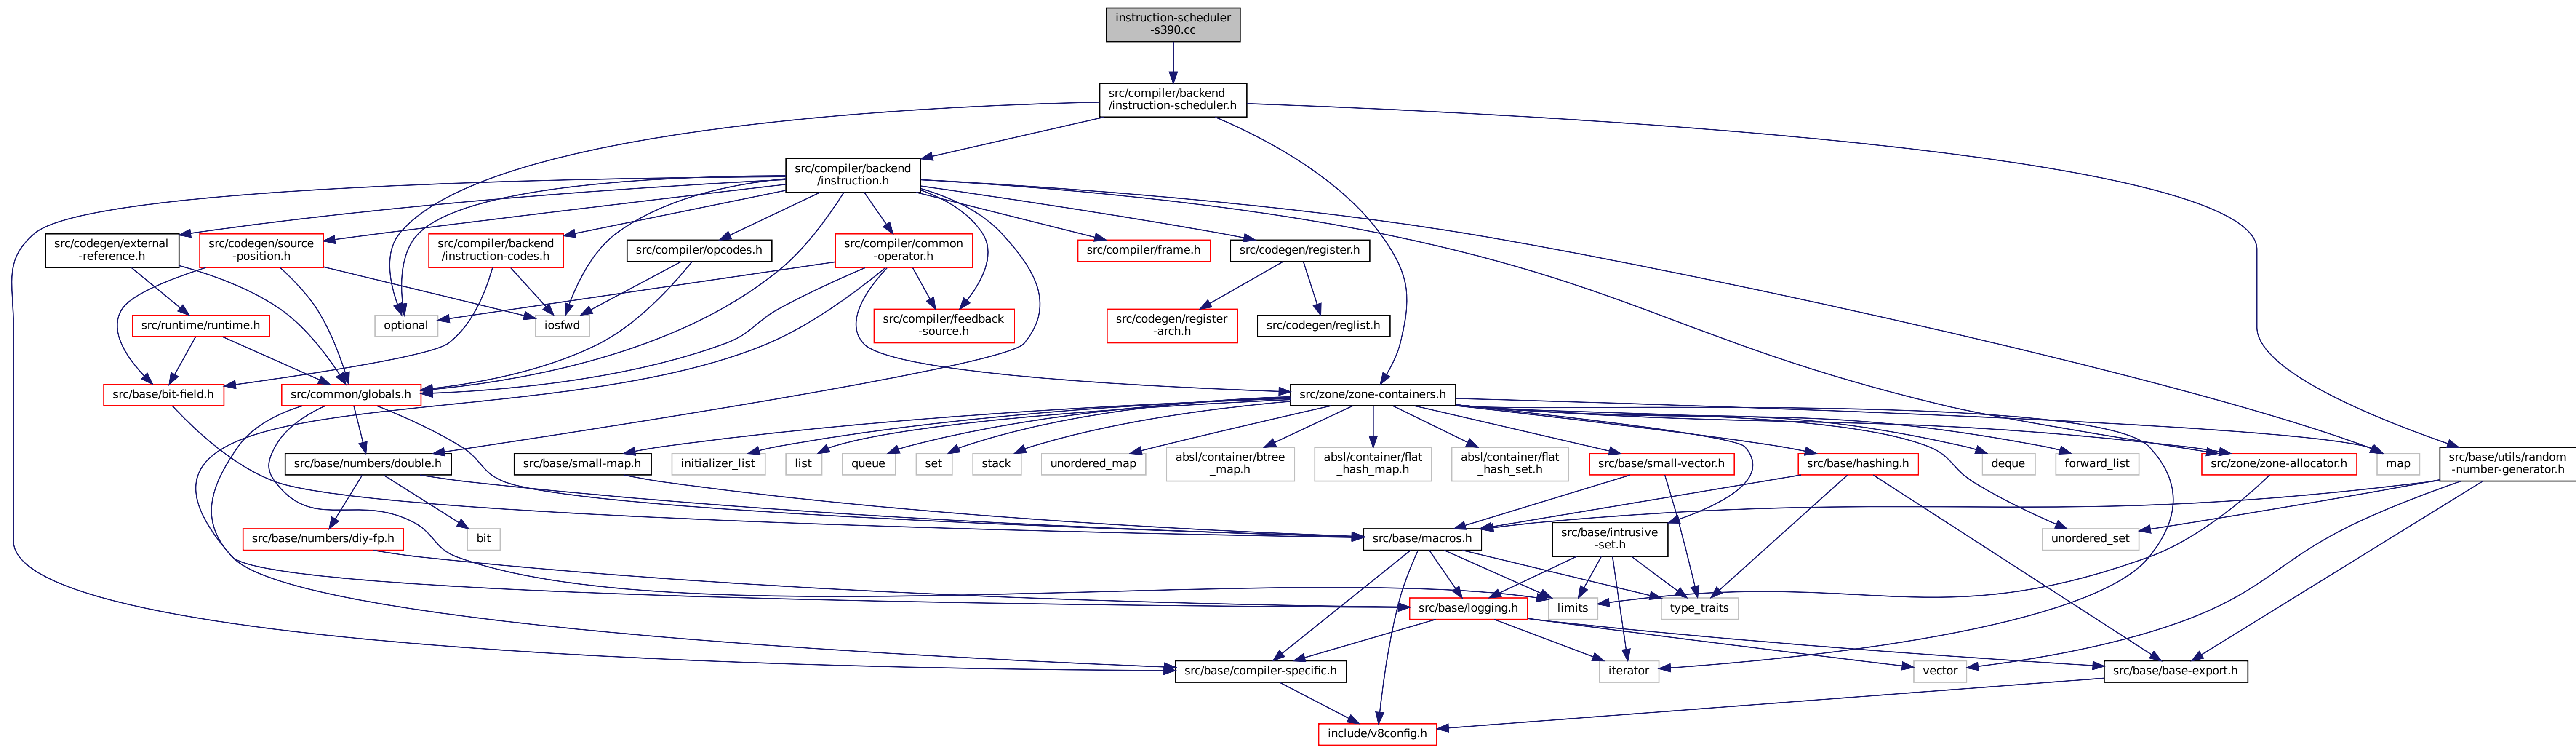 instruction-scheduler
-s390.cc
src/compiler/backend
/instruction-scheduler.h
src/compiler/backend
/instruction.h
src/codegen/external
-reference.h
src/codegen/source
-position.h
src/compiler/backend
/instruction-codes.h
src/compiler/opcodes.h
src/compiler/common
-operator.h
src/compiler/frame.h
src/codegen/register.h
src/runtime/runtime.h
optional
iosfwd
src/compiler/feedback
-source.h
src/codegen/register
-arch.h
src/codegen/reglist.h
src/base/bit-field.h
src/common/globals.h
src/zone/zone-containers.h
src/base/numbers/double.h
src/base/small-map.h
initializer_list
list
queue
set
stack
unordered_map
absl/container/btree
_map.h
absl/container/flat
_hash_map.h
absl/container/flat
_hash_set.h
src/base/small-vector.h
src/base/hashing.h
deque
forward_list
src/zone/zone-allocator.h
map
src/base/utils/random
-number-generator.h
src/base/numbers/diy-fp.h
bit
src/base/macros.h
src/base/intrusive
-set.h
unordered_set
src/base/logging.h
limits
type_traits
src/base/compiler-specific.h
iterator
vector
src/base/base-export.h
include/v8config.h